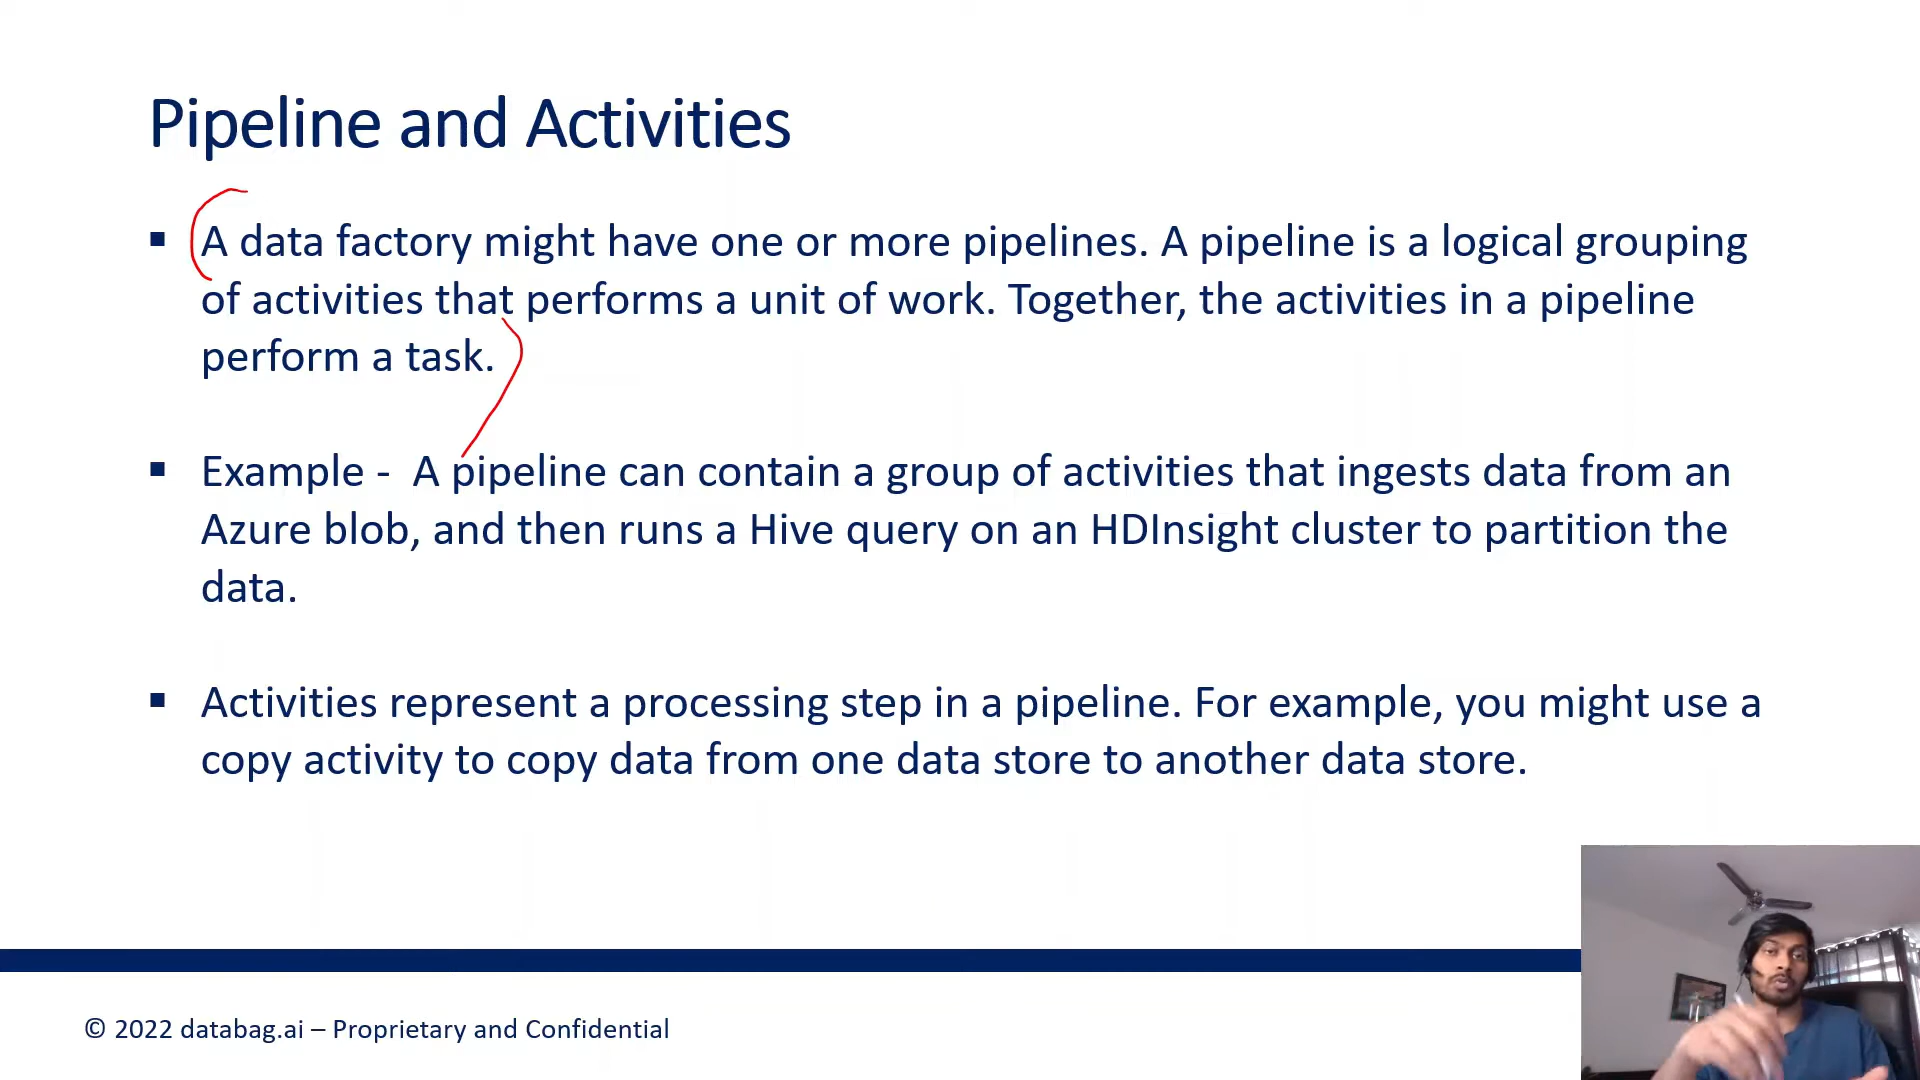 Pipeline and Activities
▪ A data factory might have one or more pipelines. A pipeline is a logical grouping
of activities that performs a unit of work. Together, the activities in a pipeline
perform a task.
▪ Example -  A pipeline can contain a group of activities that ingests data from an
Azure blob, and then runs a Hive query on an HDInsight cluster to partition the
data.
▪ Activities represent a processing step in a pipeline. For example, you might use a
copy activity to copy data from one data store to another data store.
© 2022 databag.ai – Proprietary and Confidential